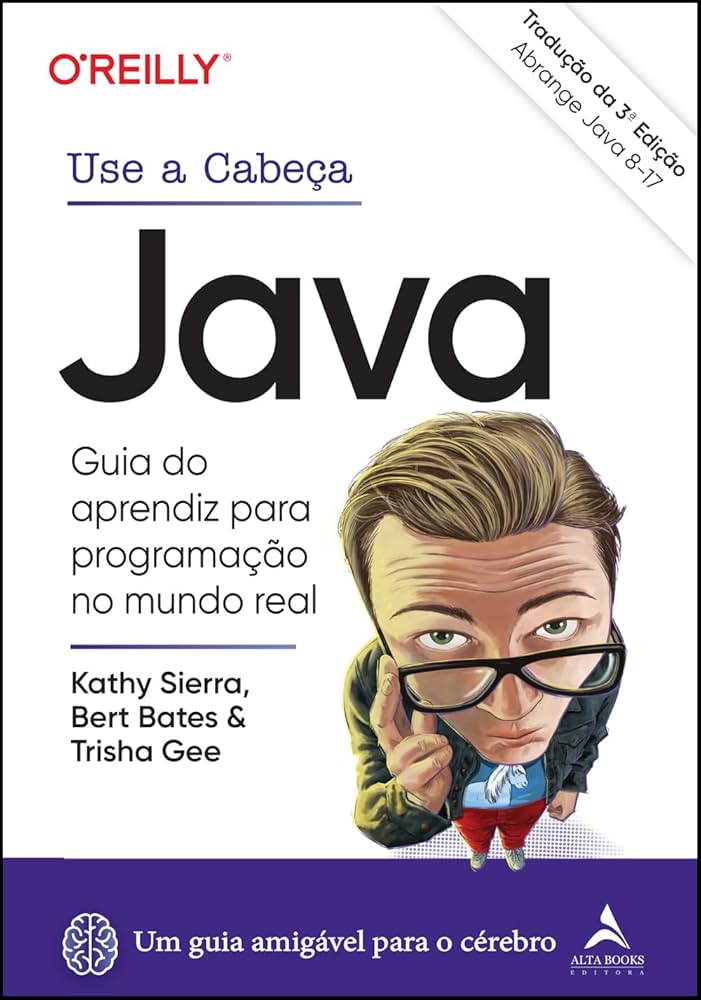 O'REILLY®
Tradução da 3ª Edição
Abrange Java 8-17
Use a Cabeça
Java
Guia do
aprendiz para
programação
no mundo real
Kathy Sierra,
Bert Bates &
Trisha Gee
Um guia amigável para o cérebro
ALTA BOOKS
EDITORA